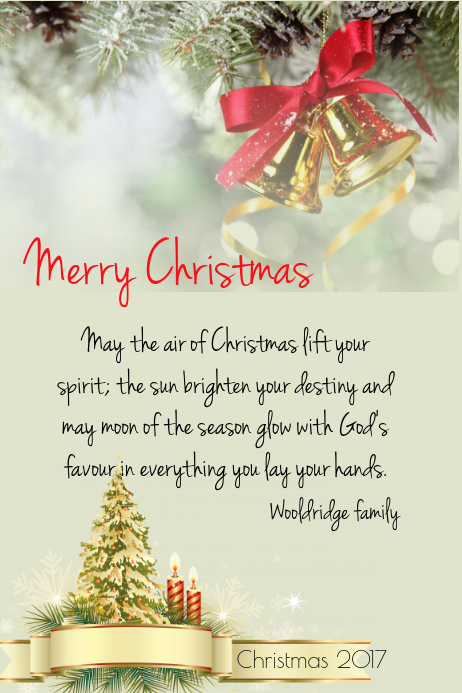 Merry Christmas
May the air of Christmas lift your
spirit; the sun brighten your destiny and
may moon of the season glow with God's
favour in everything you lay your hands.
Wooldridge family
Christmas 2017